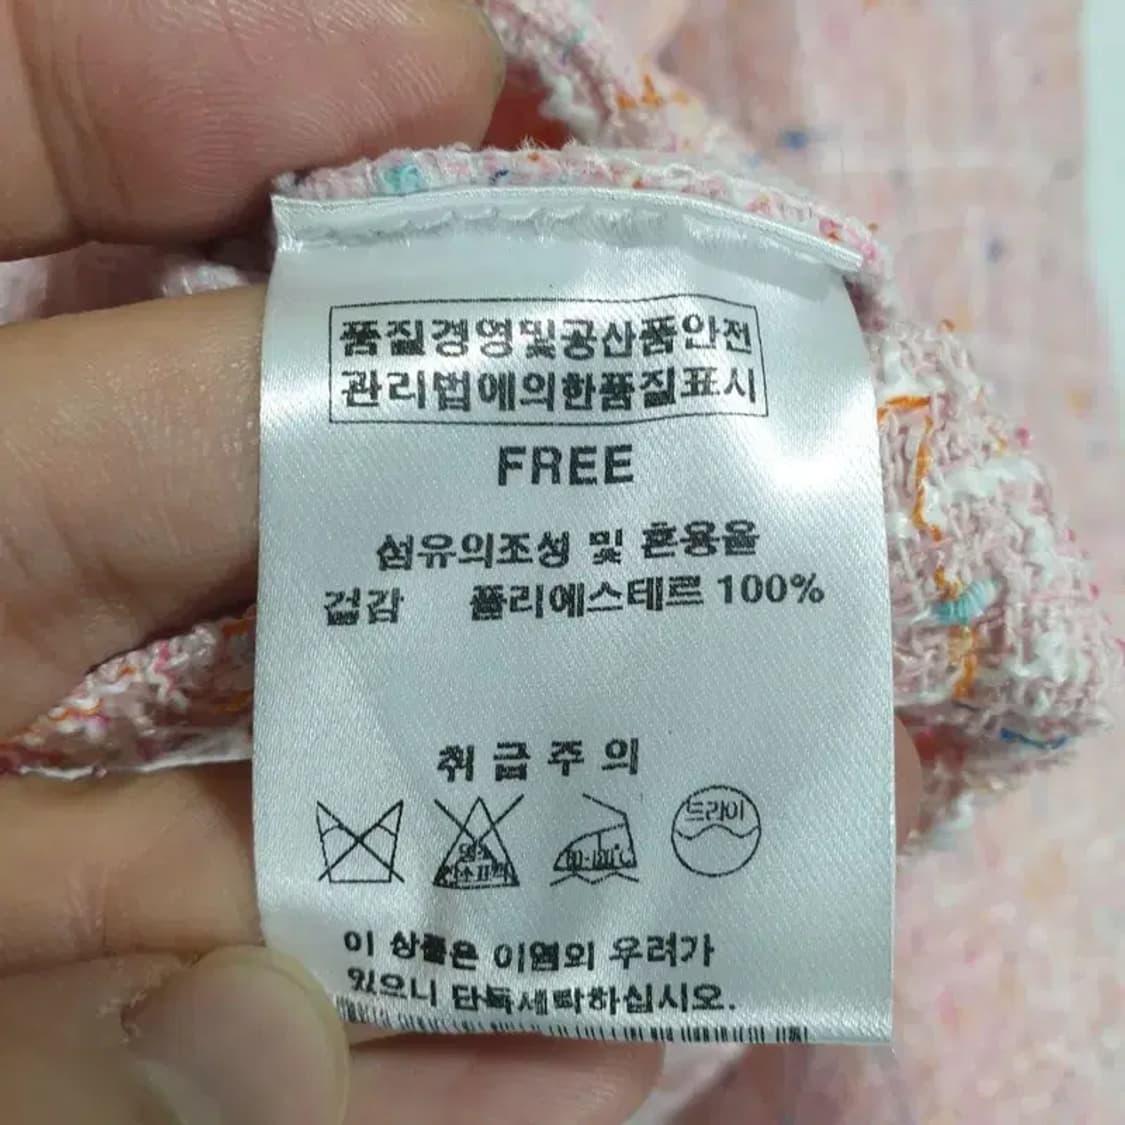 품질경영및공산품안전
관리법에의한품질표시
FREE
섬유의조성 및 혼용율
겉감 폴리에스테르 100%
취급주의
드라이
80-120℃
이 상품은 이염의 우려가
있으니 단독세탁하십시오.